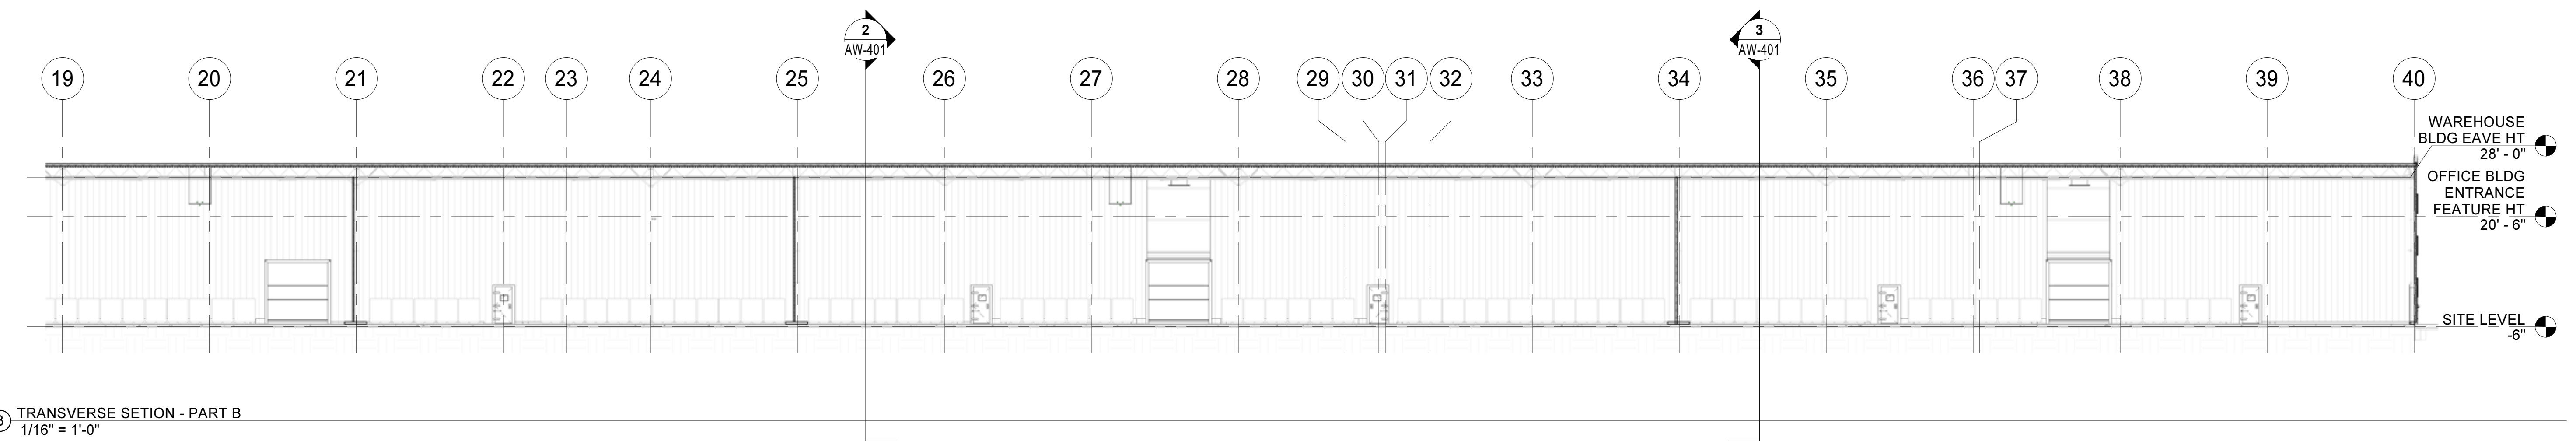 2
AW-401
3
AW-401
19
20
21
22
23
24
25
26
27
28
29
30
31
32
33
34
35
36
37
38
39
40
WAREHOUSE
BLDG EAVE HT
28' - 0"
OFFICE BLDG
ENTRANCE
FEATURE HT
20' - 6"
SITE LEVEL
-6"
TRANSVERSE SETION - PART B
1/16" = 1'-0"